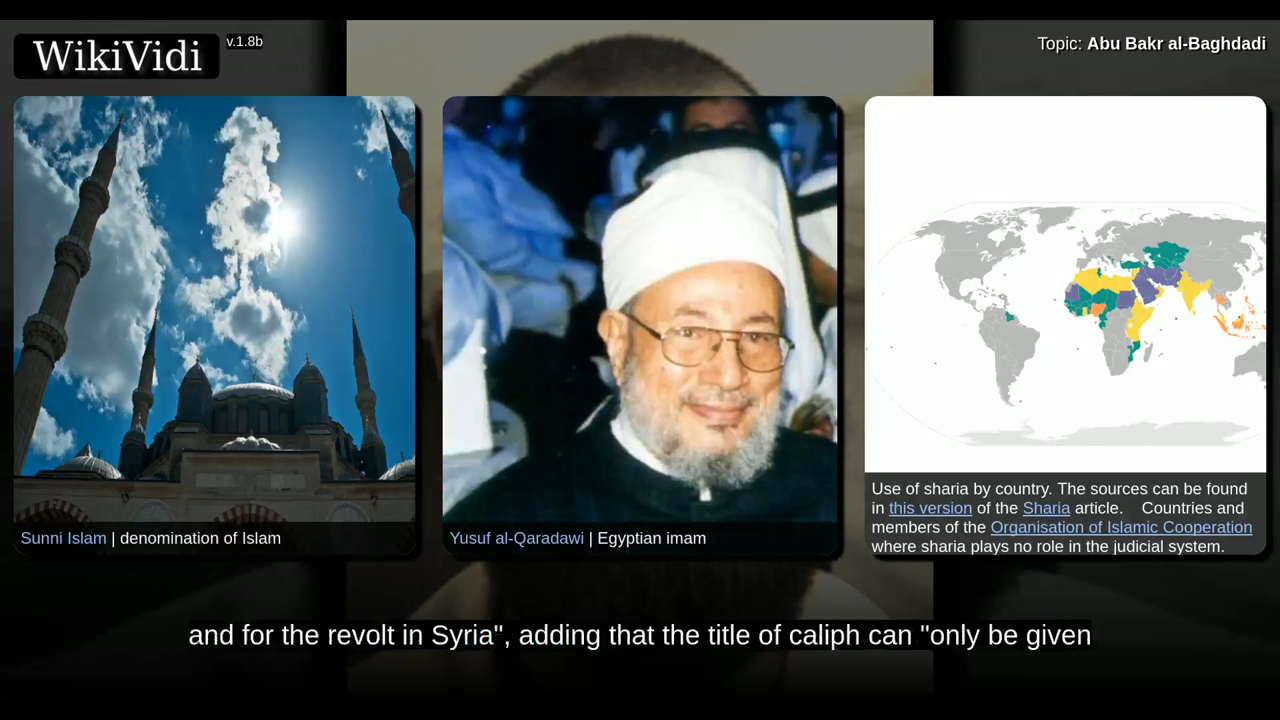 WikiVidi
v.1.8b
Topic: Abu Bakr al-Baghdadi
Sunni Islam | denomination of Islam
Yusuf al-Qaradawi | Egyptian imam
Use of sharia by country. The sources can be found
in this version of the Sharia article. Countries and
members of the Organisation of Islamic Cooperation
where sharia plays no role in the judicial system.
and for the revolt in Syria", adding that the title of caliph can "only be given